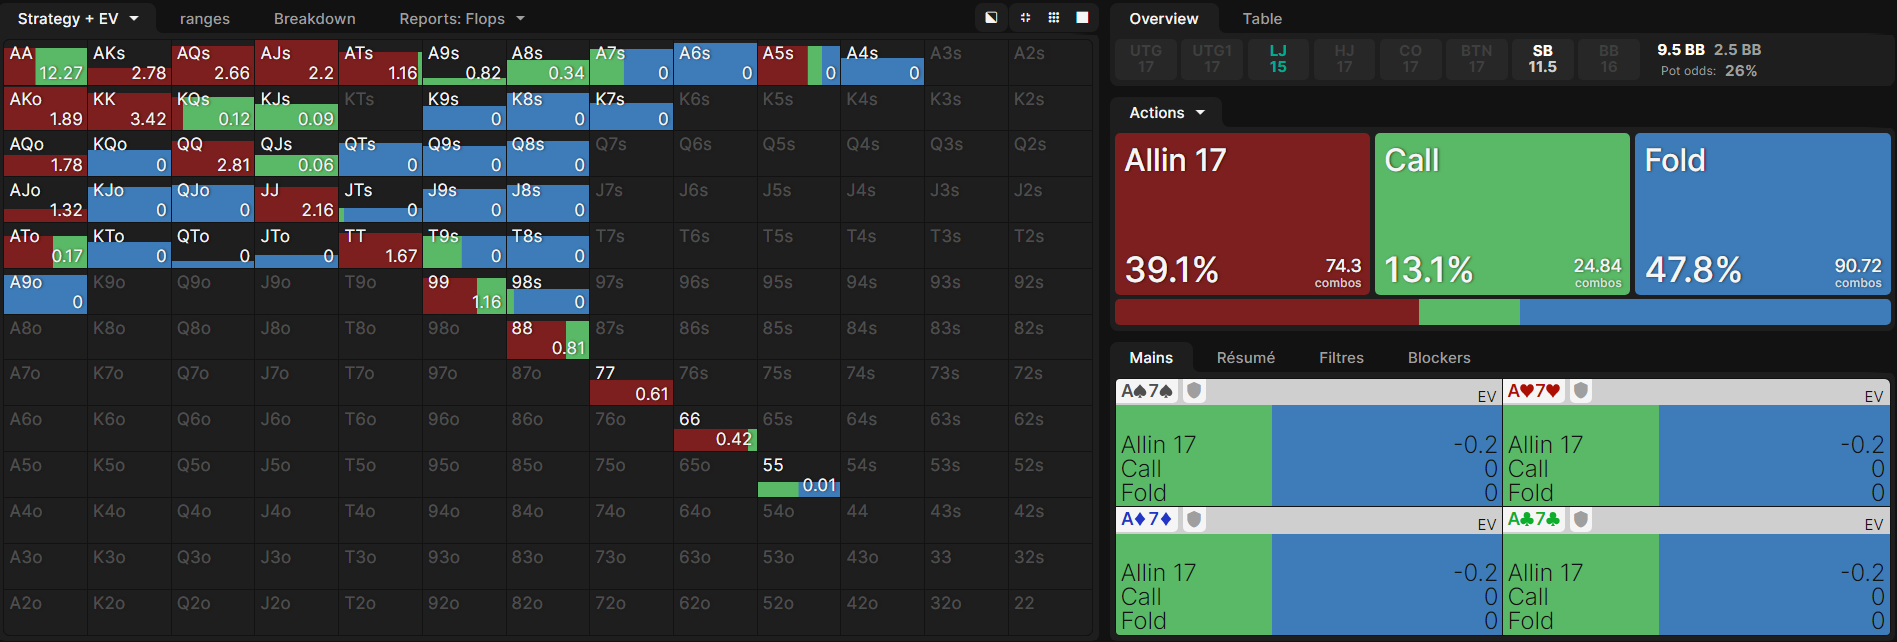 Strategy + EV ranges Breakdown Reports: Flops
AA 12.27 AKs 2.78 AQs 2.66 AJs 2.2 ATs 1.16 A9s 0.82 A8s 0.34 A7s 0 A6s 0 A5s 0 A4s 0 A3s A2s
AKo 1.89 KK 3.42 KQs 0.12 KJs 0.09 KTs K9s 0 K8s 0 K7s 0 K6s K5s K4s K3s K2s
AQo 1.78 KQo 0 QQ 2.81 QJs 0.06 QTs 0 Q9s 0 Q8s 0 Q7s Q6s Q5s Q4s Q3s Q2s
AJo 1.32 KJo 0 QJo 0 JJ 2.16 JTs 0 J9s 0 J8s 0 J7s J6s J5s J4s J3s J2s
ATo 0.17 KTo 0 QTo 0 JTo 0 TT 1.67 T9s 0 T8s 0 T7s T6s T5s T4s T3s T2s
A9o 0 K9o Q9o J9o T9o 99 1.16 98s 0 97s 96s 95s 94s 93s 92s
A8o K8o Q8o J8o T8o 98o 88 0.81 87s 86s 85s 84s 83s 82s
A7o K7o Q7o J7o T7o 97o 87o 77 0.61 76s 75s 74s 73s 72s
A6o K6o Q6o J6o T6o 96o 86o 76o 66 0.42 65s 64s 63s 62s
A5o K5o Q5o J5o T5o 95o 85o 75o 65o 55 0.01 54s 53s 52s
A4o K4o Q4o J4o T4o 94o 84o 74o 64o 54o 44 43s 42s
A3o K3o Q3o J3o T3o 93o 83o 73o 63o 53o 43o 33 32s
A2o K2o Q2o J2o T2o 92o 82o 72o 62o 52o 42o 32o 22
Overview Table
UTG UTG1 LJ HJ CO BTN SB BB 9.5 BB 2.5 BB
17 17 15 17 17 17 11.5 16 Pot odds: 26%
Actions
Allin 17 Call Fold
39.1% 74.3 combos 13.1% 24.84 combos 47.8% 90.72 combos
Mains Résumé Filtres Blockers
A♠7♠ EV A♥7♥ EV
Allin 17 -0.2 Allin 17 -0.2
Call 0 Call 0
Fold 0 Fold 0
A♦7♦ EV A♣7♣ EV
Allin 17 -0.2 Allin 17 -0.2
Call 0 Call 0
Fold 0 Fold 0